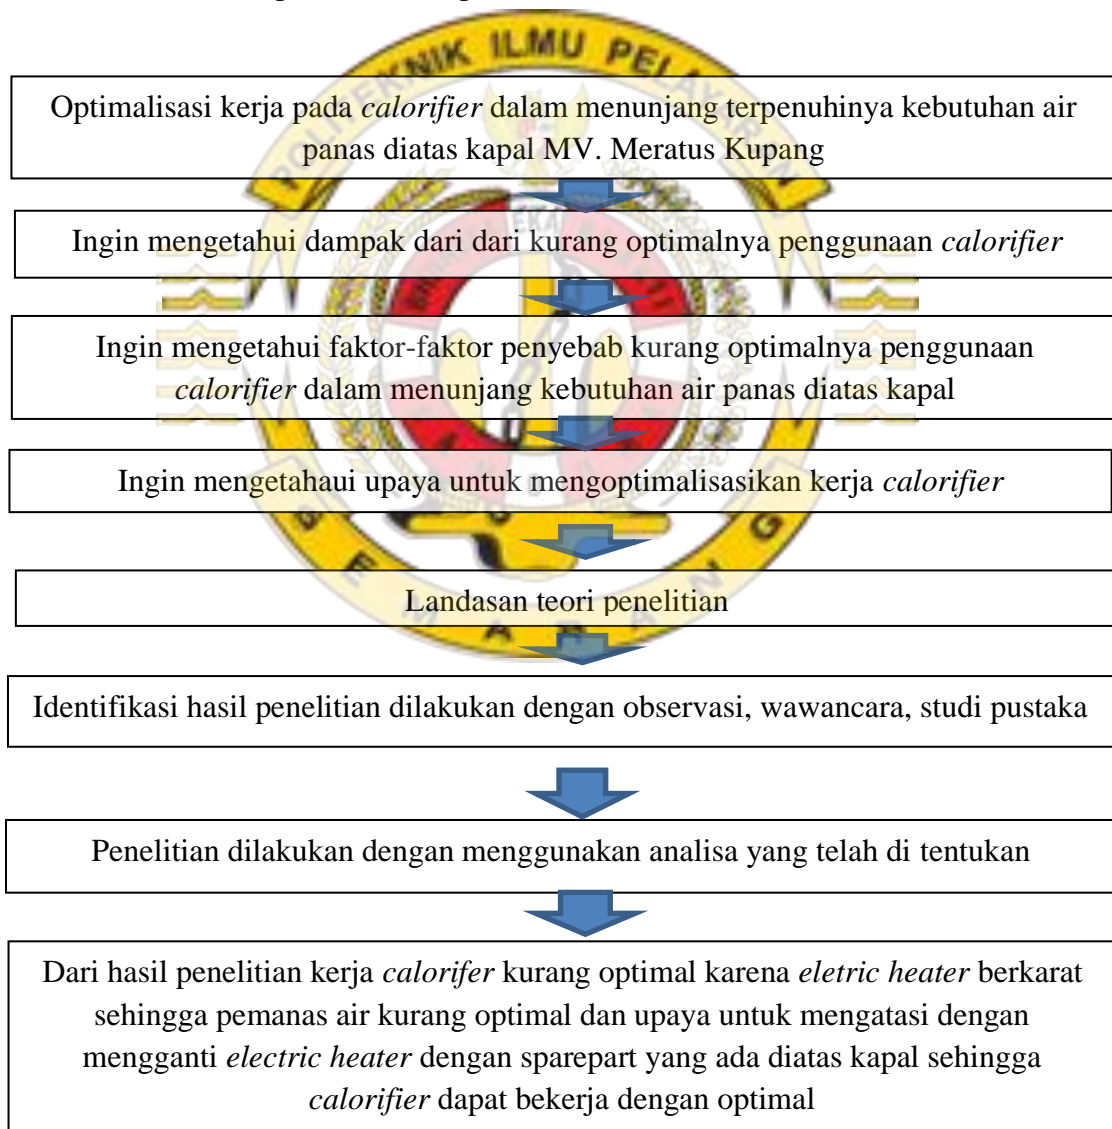 POLITEKNIK ILMU PELAYARAN
Optimalisasi kerja pada calorifier dalam menunjang terpenuhinya kebutuhan air
panas diatas kapal MV. Meratus Kupang
Ingin mengetahui dampak dari dari kurang optimalnya penggunaan calorifier
Ingin mengetahui faktor-faktor penyebab kurang optimalnya penggunaan
calorifier dalam menunjang kebutuhan air panas diatas kapal
Ingin mengetahaui upaya untuk mengoptimalisasikan kerja calorifier
SEMARANG
Landasan teori penelitian
Identifikasi hasil penelitian dilakukan dengan observasi, wawancara, studi pustaka
Penelitian dilakukan dengan menggunakan analisa yang telah di tentukan
Dari hasil penelitian kerja calorifer kurang optimal karena eletric heater berkarat
sehingga pemanas air kurang optimal dan upaya untuk mengatasi dengan
mengganti electric heater dengan sparepart yang ada diatas kapal sehingga
calorifier dapat bekerja dengan optimal